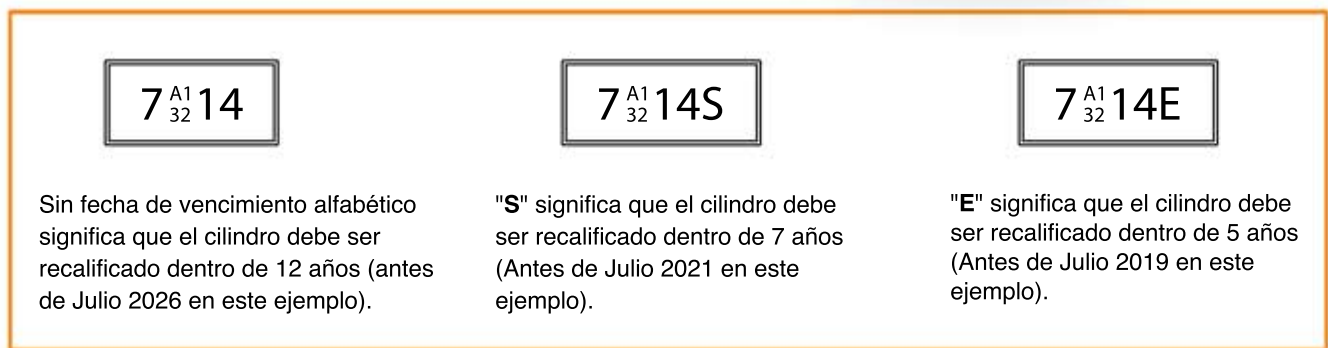 7 A1 32 14
Sin fecha de vencimiento alfabético
significa que el cilindro debe ser
recalificado dentro de 12 años (antes
de Julio 2026 en este ejemplo).
7 A1 32 14S
"S" significa que el cilindro debe
ser recalificado dentro de 7 años
(Antes de Julio 2021 en este
ejemplo).
7 A1 32 14E
"E" significa que el cilindro debe
ser recalificado dentro de 5 años
(Antes de Julio 2019 en este
ejemplo).